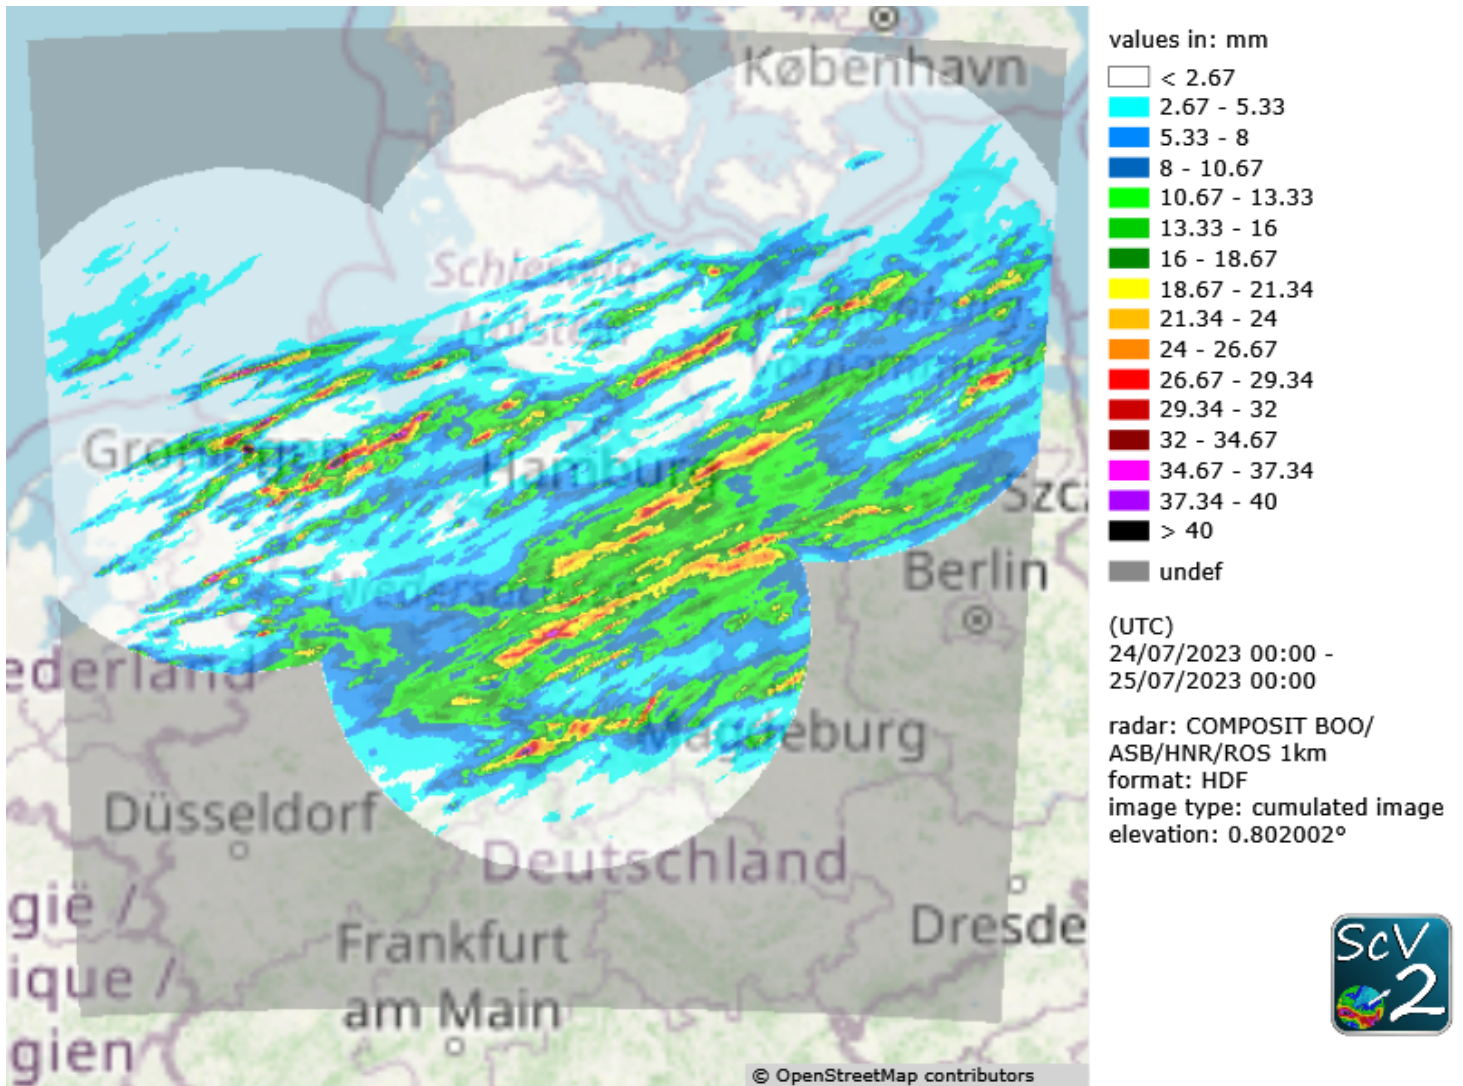 København
Schleswig-
Holstein
Groningen
Hamburg
Szcz
Berlin
Niedersachsen
ederland
Magdeburg
Düsseldorf
Deutschland
gië /
ique /
gien
Frankfurt
am Main
Dresde
© OpenStreetMap contributors
values in: mm
< 2.67
2.67 - 5.33
5.33 - 8
8 - 10.67
10.67 - 13.33
13.33 - 16
16 - 18.67
18.67 - 21.34
21.34 - 24
24 - 26.67
26.67 - 29.34
29.34 - 32
32 - 34.67
34.67 - 37.34
37.34 - 40
> 40
undef
(UTC)
24/07/2023 00:00 -
25/07/2023 00:00
radar: COMPOSIT BOO/
ASB/HNR/ROS 1km
format: HDF
image type: cumulated image
elevation: 0.802002°
ScV
2